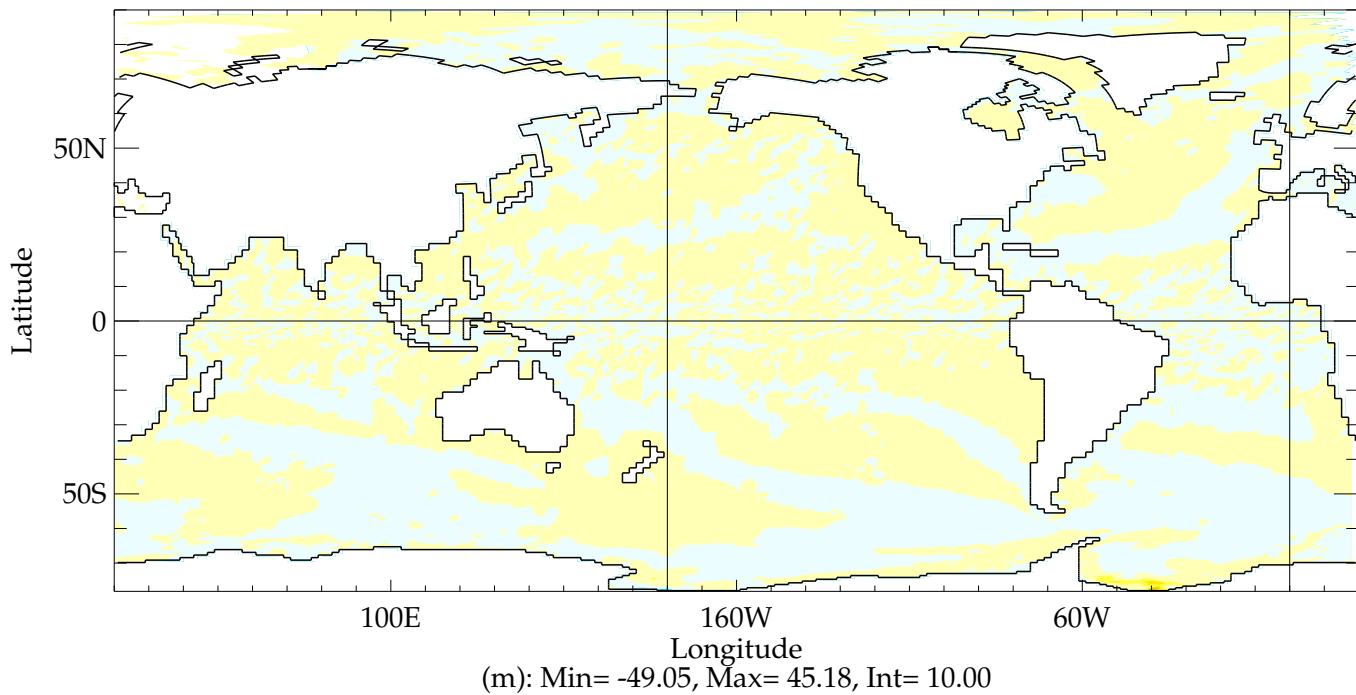 50N
0
50S
Latitude
100E 160W 60W
Longitude
(m): Min= -49.05, Max= 45.18, Int= 10.00